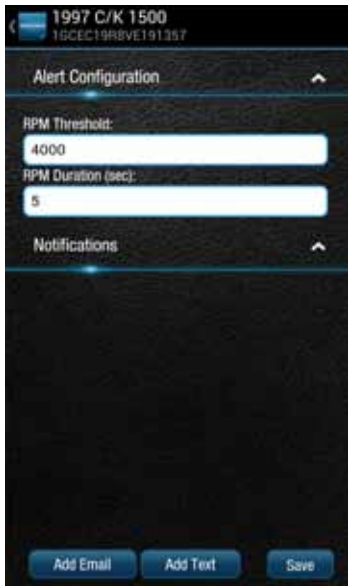 1997 C/K 1500
1GCEC19R8VE191357
Alert Configuration
RPM Threshold:
4000
RPM Duration (sec):
5
Notifications
Add Email
Add Text
Save